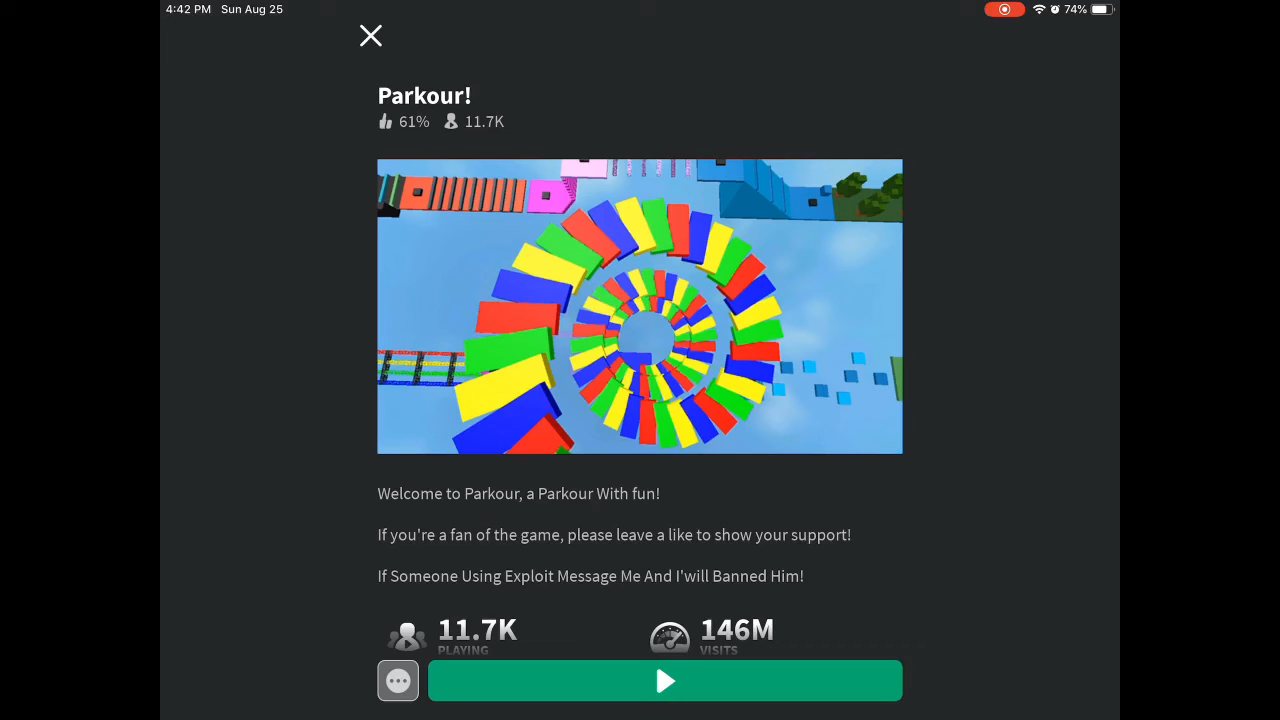 4:42 PM Sun Aug 25 74%
Parkour!
61% 11.7K
Welcome to Parkour, a Parkour With fun!
If you're a fan of the game, please leave a like to show your support!
If Someone Using Exploit Message Me And I'will Banned Him!
11.7K 146M
PLAYING VISITS